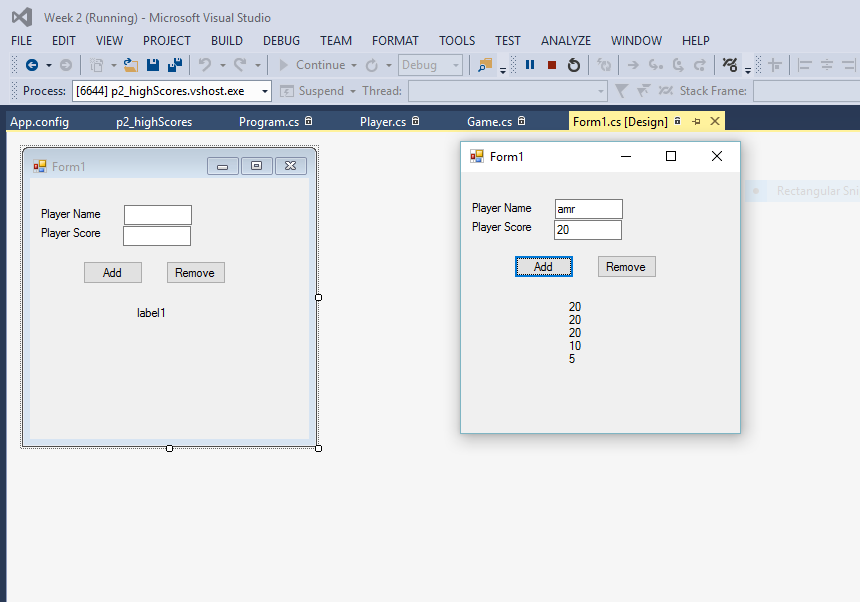 Week 2 (Running) - Microsoft Visual Studio
FILE EDIT VIEW PROJECT BUILD DEBUG TEAM FORMAT TOOLS TEST ANALYZE WINDOW HELP
Continue Debug
Process: [6644] p2_highScores.vshost.exe Suspend Thread: Stack Frame:
App.config p2_highScores Program.cs Player.cs Game.cs Form1.cs [Design]
Form1
Player Name
Player Score
Add Remove
label1
Form1
Player Name amr
Player Score 20
Add Remove
20
20
20
10
5
Rectangular Sni